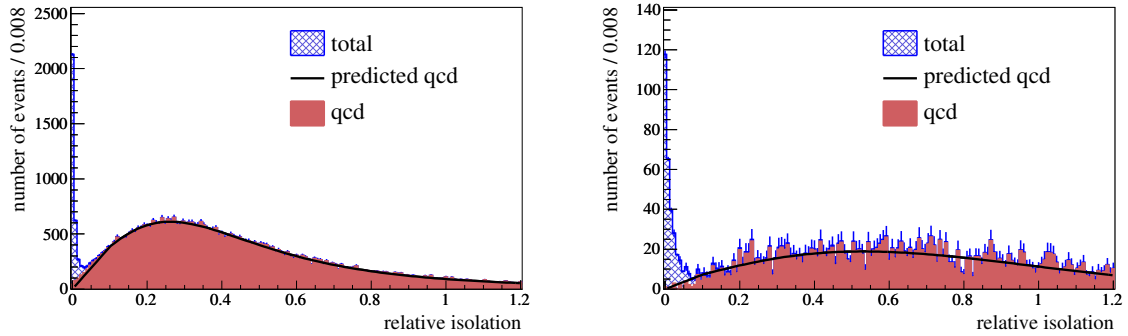 number of events / 0.008
2500
2000
1500
1000
500
0
0 0.2 0.4 0.6 0.8 1 1.2
relative isolation
total
predicted qcd
qcd
number of events / 0.008
140
120
100
80
60
40
20
0
0 0.2 0.4 0.6 0.8 1 1.2
relative isolation
total
predicted qcd
qcd